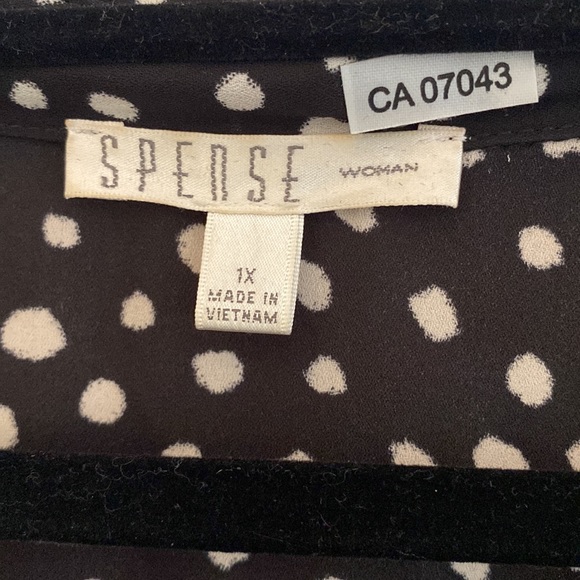 CA 07043
SPENSE WOMAN
1X
MADE IN
VIETNAM